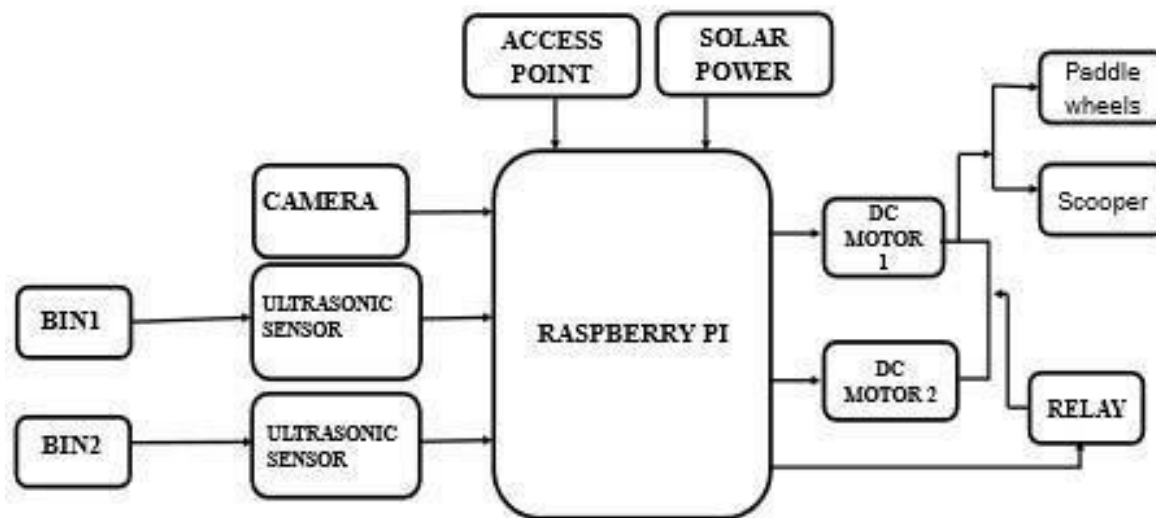 ACCESS
POINT
SOLAR
POWER
Paddle
wheels
CAMERA
Scooper
DC
MOTOR
1
BIN1
ULTRASONIC
SENSOR
RASPBERRY PI
DC
MOTOR 2
RELAY
BIN2
ULTRASONIC
SENSOR